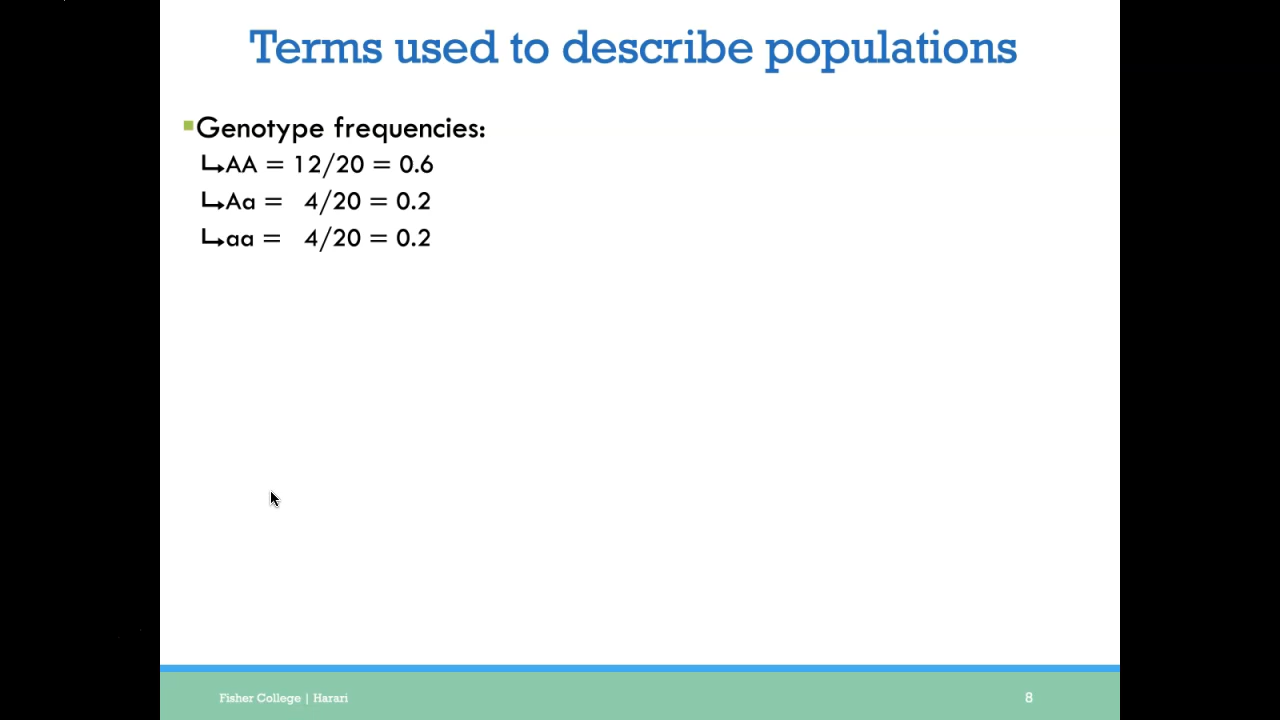 Terms used to describe populations
▪Genotype frequencies:
↳AA = 12/20 = 0.6
↳Aa = 4/20 = 0.2
↳aa = 4/20 = 0.2
Fisher College | Harari
8